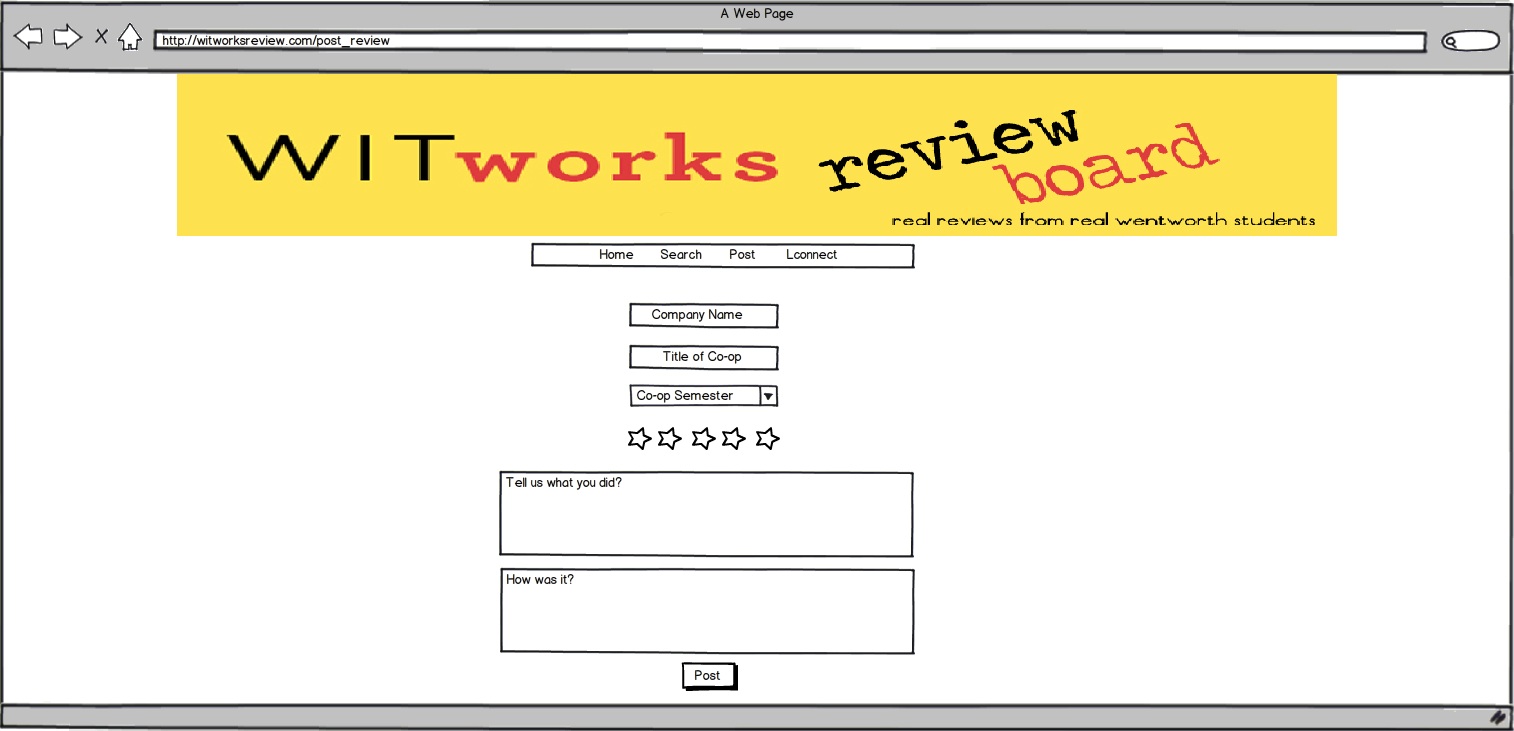 A Web Page
http://witworksreview.com/post_review
WITworks review
board
real reviews from real wentworth students
Home Search Post Lconnect
Company Name
Title of Co-op
Co-op Semester
Tell us what you did?
How was it?
Post